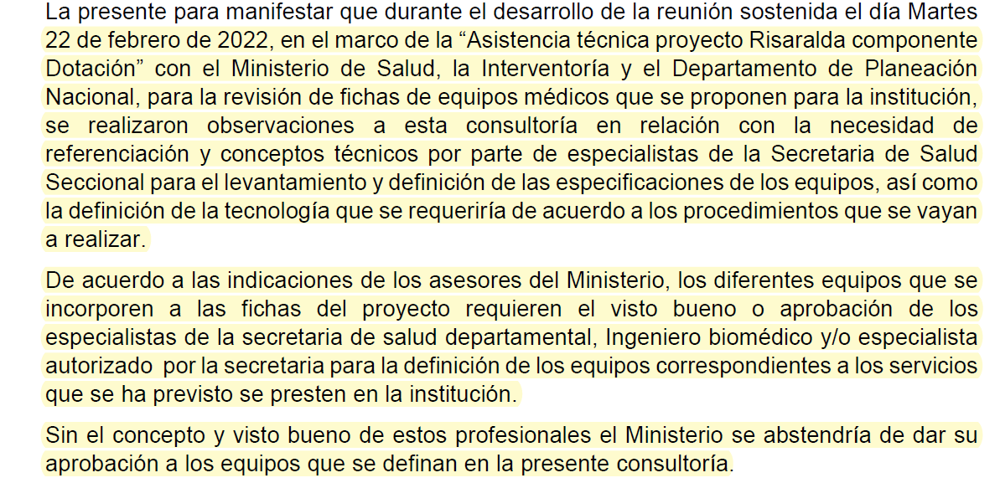 La presente para manifestar que durante el desarrollo de la reunión sostenida el día Martes
22 de febrero de 2022, en el marco de la “Asistencia técnica proyecto Risaralda componente
Dotación” con el Ministerio de Salud, la Interventoría y el Departamento de Planeación
Nacional, para la revisión de fichas de equipos médicos que se proponen para la institución,
se realizaron observaciones a esta consultoría en relación con la necesidad de
referenciación y conceptos técnicos por parte de especialistas de la Secretaria de Salud
Seccional para el levantamiento y definición de las especificaciones de los equipos, así como
la definición de la tecnología que se requeriría de acuerdo a los procedimientos que se vayan
a realizar.
De acuerdo a las indicaciones de los asesores del Ministerio, los diferentes equipos que se
incorporen a las fichas del proyecto requieren el visto bueno o aprobación de los
especialistas de la secretaria de salud departamental, Ingeniero biomédico y/o especialista
autorizado por la secretaria para la definición de los equipos correspondientes a los servicios
que se ha previsto se presten en la institución.
Sin el concepto y visto bueno de estos profesionales el Ministerio se abstendría de dar su
aprobación a los equipos que se definan en la presente consultoría.